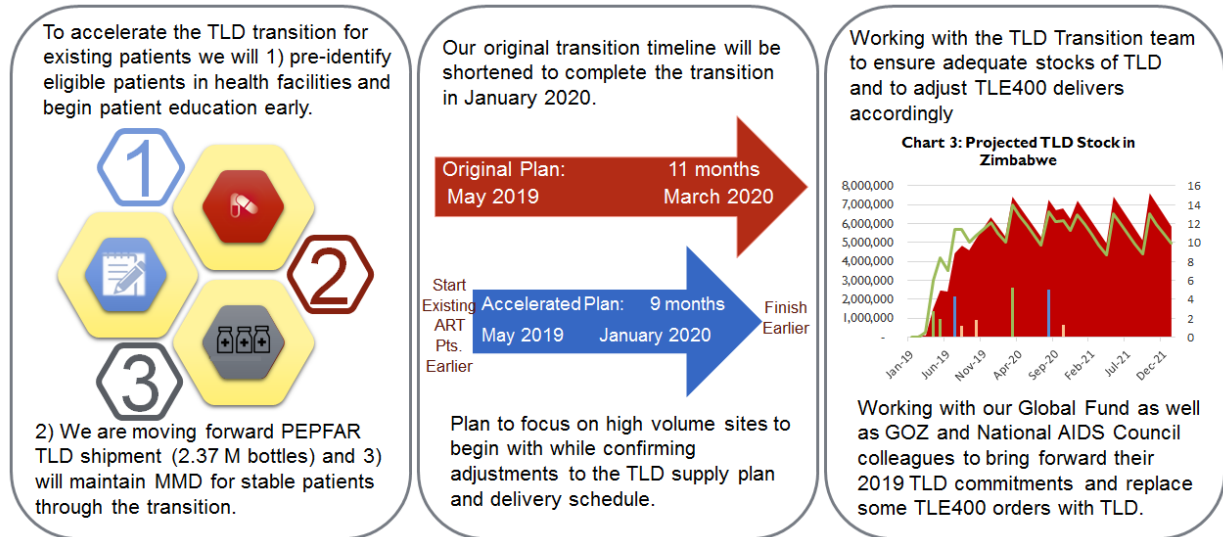 To accelerate the TLD transition for
existing patients we will 1) pre-identify
eligible patients in health facilities and
begin patient education early.
1
2
3
2) We are moving forward PEPFAR
TLD shipment (2.37 M bottles) and 3)
will maintain MMD for stable patients
through the transition.
Our original transition timeline will be
shortened to complete the transition
in January 2020.
Original Plan: 11 months
May 2019 March 2020
Start
Existing
ART
Pts.
Earlier
Accelerated Plan: 9 months
May 2019 January 2020
Finish
Earlier
Plan to focus on high volume sites to
begin with while confirming
adjustments to the TLD supply plan
and delivery schedule.
Working with the TLD Transition team
to ensure adequate stocks of TLD
and to adjust TLE400 delivers
accordingly
Chart 3: Projected TLD Stock in
Zimbabwe
8,000,000 16
7,000,000 14
6,000,000 12
5,000,000 10
4,000,000 8
3,000,000 6
2,000,000 4
1,000,000 2
- 0
Jan-19 Jun-19 Nov-19 Apr-20 Sep-20 Feb-21 Jul-21 Dec-21
Working with our Global Fund as well
as GOZ and National AIDS Council
colleagues to bring forward their
2019 TLD commitments and replace
some TLE400 orders with TLD.